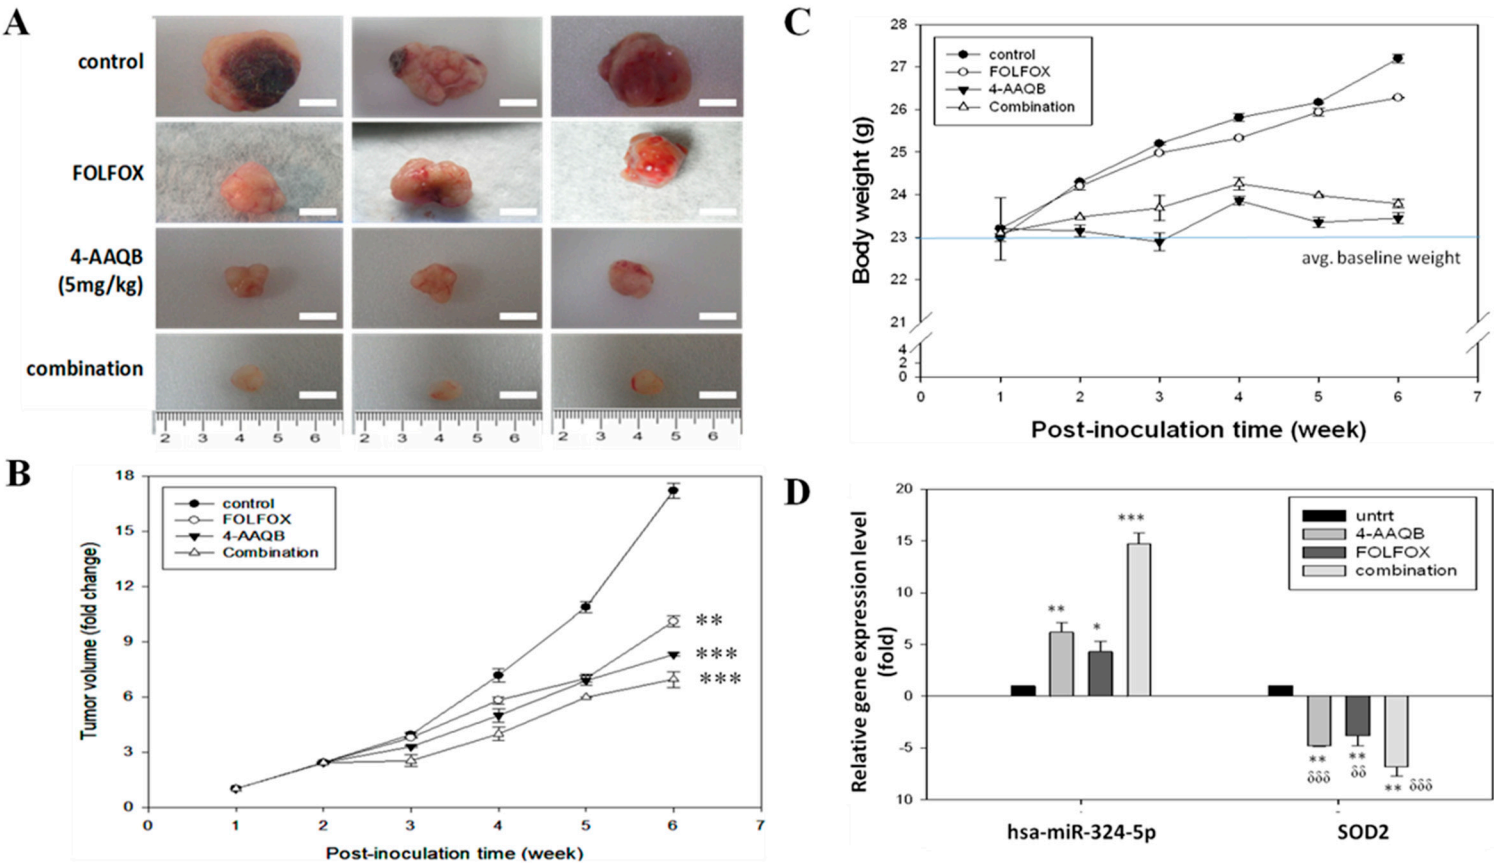 A
control
FOLFOX
4-AAQB
(5mg/kg)
combination
2 3 4 5 6
2 3 4 5 6
2 3 4 5 6
B
Tumor volume (fold change)
18
15
12
9
6
3
0
control
FOLFOX
4-AAQB
Combination
**
***
***
0 1 2 3 4 5 6 7
Post-inoculation time (week)
C
Body weight (g)
28
27
26
25
24
23
22
21
4
2
0
control
FOLFOX
4-AAQB
Combination
avg. baseline weight
0 1 2 3 4 5 6 7
Post-inoculation time (week)
D
Relative gene expression level
(fold)
20
15
10
5
0
-5
10
untrt
4-AAQB
FOLFOX
combination
**
*
***
** ** ** δδδ
δδδ δδ
hsa-miR-324-5p SOD2